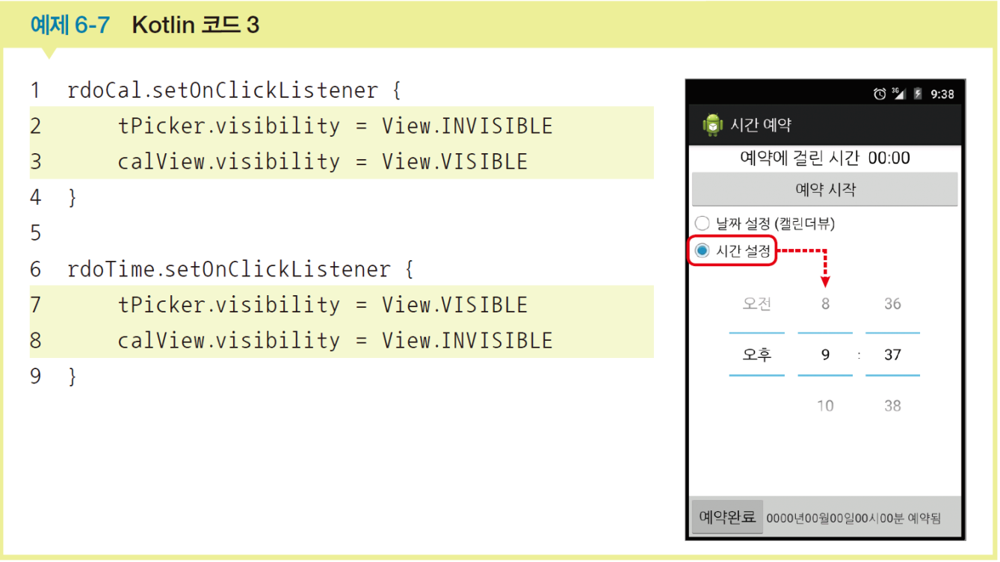 예제 6-7 Kotlin 코드 3
1 rdoCal.setOnClickListener {
2 tPicker.visibility = View.INVISIBLE
3 calView.visibility = View.VISIBLE
4 }
5
6 rdoTime.setOnClickListener {
7 tPicker.visibility = View.VISIBLE
8 calView.visibility = View.INVISIBLE
9 }
3G 9:38
시간 예약
예약에 걸린 시간 00:00
예약 시작
날짜 설정 (캘린더뷰)
시간 설정
오전 8 36
오후 9 : 37
10 38
예약완료 0000년00월00일00시00분 예약됨